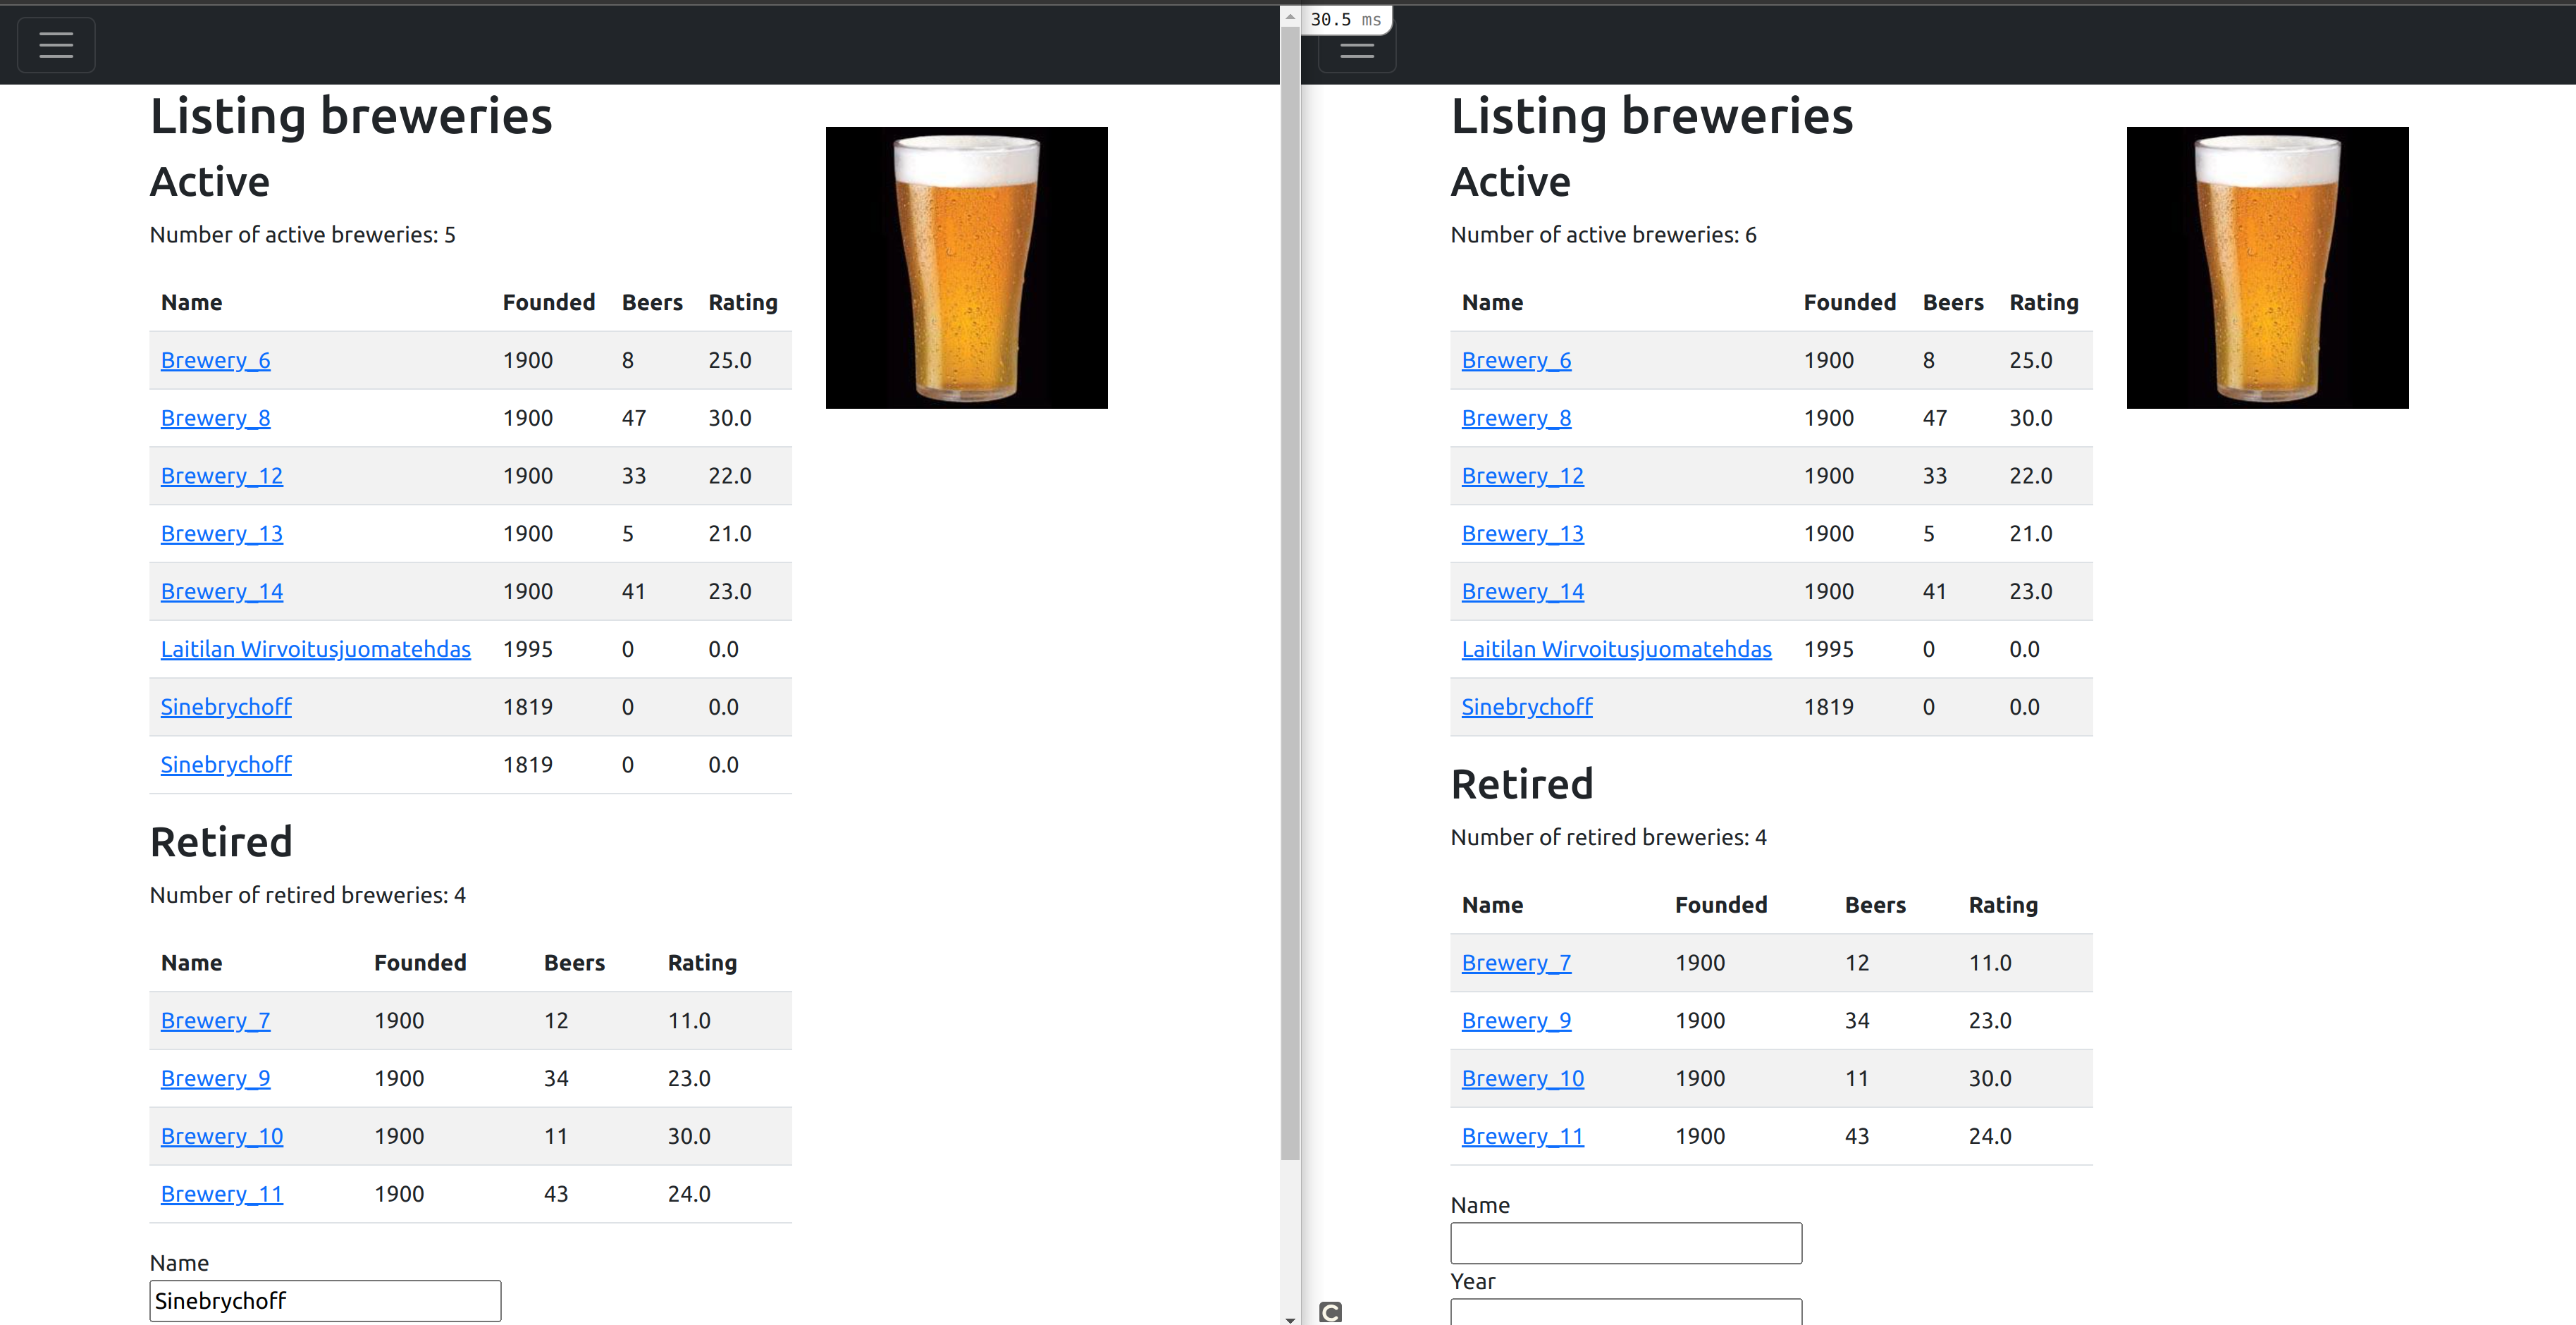 Listing breweries
Active
Number of active breweries: 5
Name Founded Beers Rating
Brewery_6 1900 8 25.0
Brewery_8 1900 47 30.0
Brewery_12 1900 33 22.0
Brewery_13 1900 5 21.0
Brewery_14 1900 41 23.0
Laitilan Wirvoitusjuomatehdas 1995 0 0.0
Sinebrychoff 1819 0 0.0
Sinebrychoff 1819 0 0.0
Retired
Number of retired breweries: 4
Name Founded Beers Rating
Brewery_7 1900 12 11.0
Brewery_9 1900 34 23.0
Brewery_10 1900 11 30.0
Brewery_11 1900 43 24.0
Name
Sinebrychoff
30.5 ms
Listing breweries
Active
Number of active breweries: 6
Name Founded Beers Rating
Brewery_6 1900 8 25.0
Brewery_8 1900 47 30.0
Brewery_12 1900 33 22.0
Brewery_13 1900 5 21.0
Brewery_14 1900 41 23.0
Laitilan Wirvoitusjuomatehdas 1995 0 0.0
Sinebrychoff 1819 0 0.0
Retired
Number of retired breweries: 4
Name Founded Beers Rating
Brewery_7 1900 12 11.0
Brewery_9 1900 34 23.0
Brewery_10 1900 11 30.0
Brewery_11 1900 43 24.0
Name
Year
C